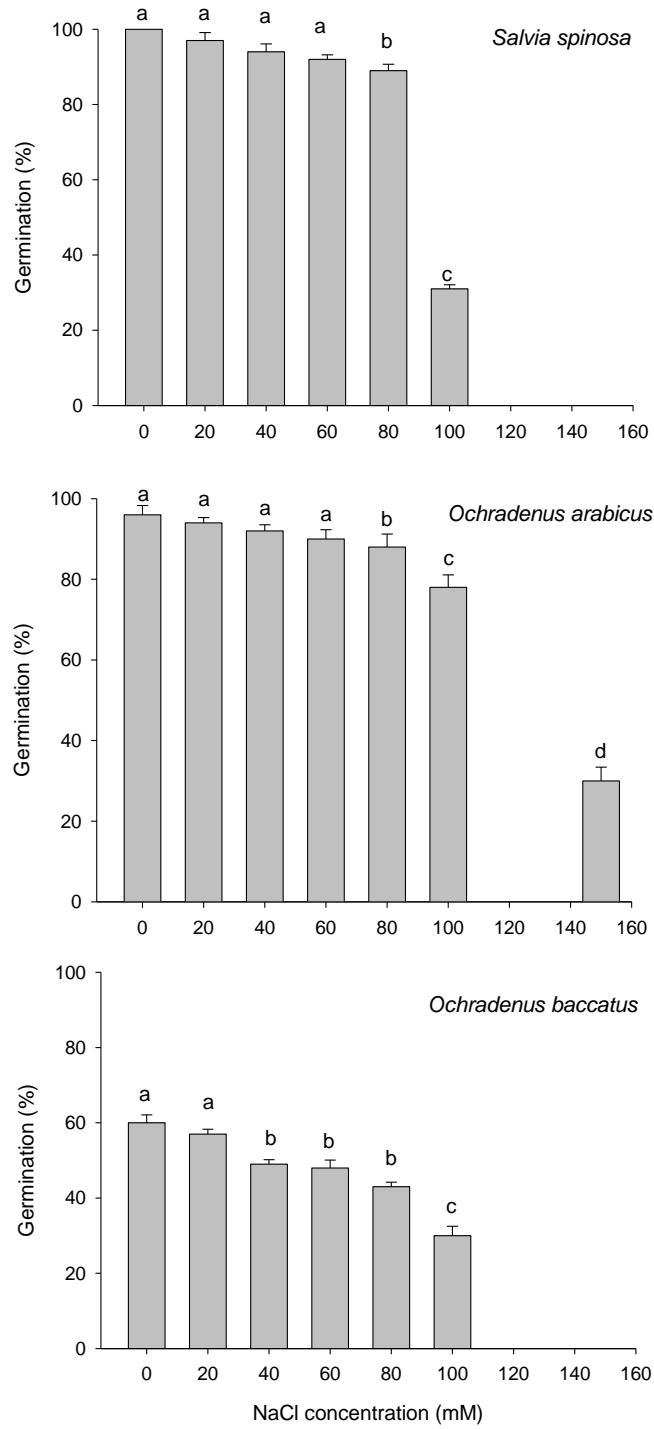 a a a a b
Salvia spinosa
100
80
60
40
20
0
c
Germination (%)
0 20 40 60 80 100 120 140 160
a a a a b
Ochradenus arabicus
c
d
100
80
60
40
20
0
Germination (%)
0 20 40 60 80 100 120 140 160
Ochradenus baccatus
100
80
60
40
20
0
a a b b b c
Germination (%)
0 20 40 60 80 100 120 140 160
NaCl concentration (mM)